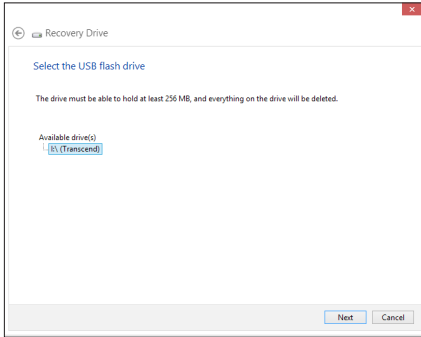 Recovery Drive
Select the USB flash drive
The drive must be able to hold at least 256 MB, and everything on the drive will be deleted.
Available drive(s)
I:\ (Transcend)
Next Cancel